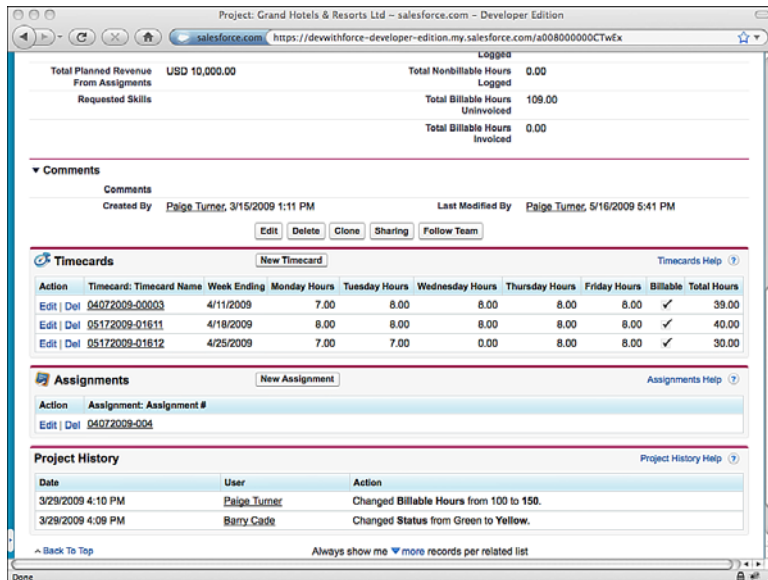 Project: Grand Hotels & Resorts Ltd ~ salesforce.com - Developer Edition
salesforce.com https://devwithforce-developer-edition.my.salesforce.com/a008000000CTwEx
Logged
Total Planned Revenue From Assigments USD 10,000.00 Total Nonbillable Hours Logged 0.00
Requested Skills Total Billable Hours Uninvoiced 109.00
Total Billable Hours Invoiced 0.00
Comments
Comments
Created By Paige Turner, 3/15/2009 1:11 PM Last Modified By Paige Turner, 5/16/2009 5:41 PM
Edit Delete Clone Sharing Follow Team
Timecards New Timecard Timecards Help ?
Action Timecard: Timecard Name Week Ending Monday Hours Tuesday Hours Wednesday Hours Thursday Hours Friday Hours Billable Total Hours
Edit | Del 04072009-00003 4/11/2009 7.00 8.00 8.00 8.00 8.00 ✓ 39.00
Edit | Del 05172009-01611 4/18/2009 8.00 8.00 8.00 8.00 8.00 ✓ 40.00
Edit | Del 05172009-01612 4/25/2009 7.00 7.00 0.00 8.00 8.00 ✓ 30.00
Assignments New Assignment Assignments Help ?
Action Assignment: Assignment #
Edit | Del 04072009-004
Project History Project History Help ?
Date User Action
3/29/2009 4:10 PM Paige Turner Changed Billable Hours from 100 to 150.
3/29/2009 4:09 PM Barry Cade Changed Status from Green to Yellow.
^ Back To Top Always show me ▼ more records per related list
Done